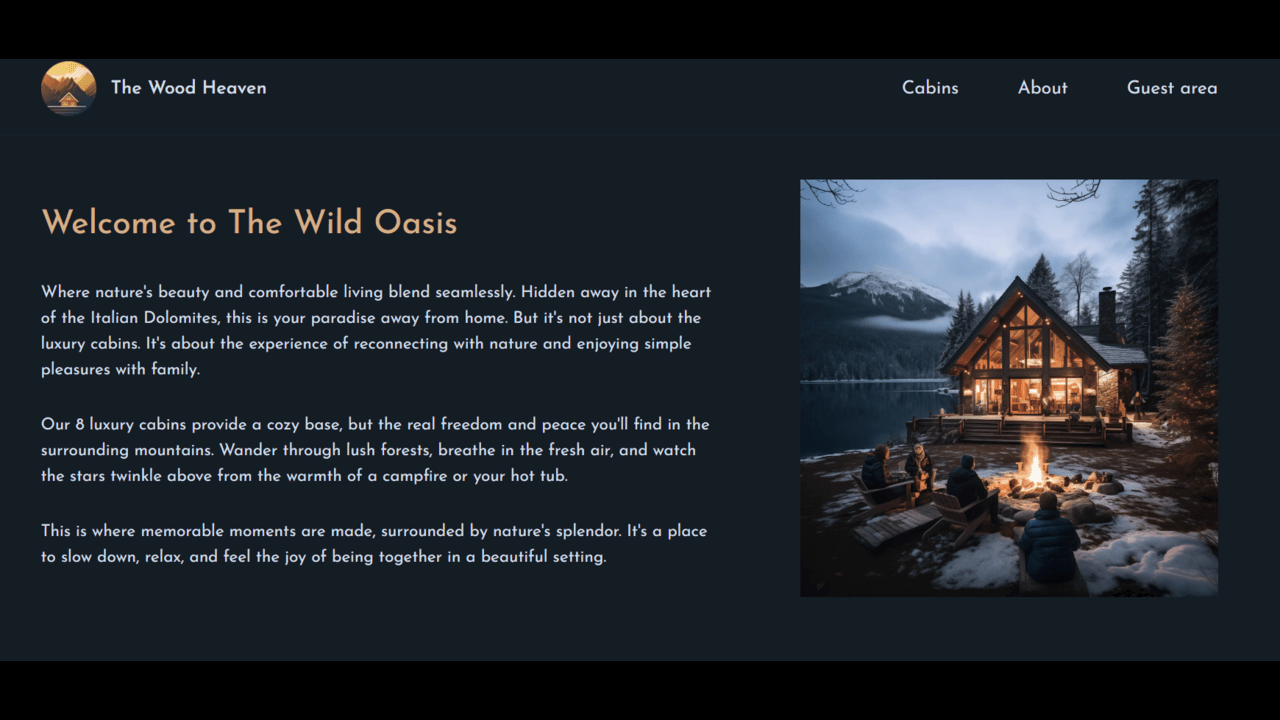 The Wood Heaven
Cabins
About
Guest area
Welcome to The Wild Oasis
Where nature's beauty and comfortable living blend seamlessly. Hidden away in the heart
of the Italian Dolomites, this is your paradise away from home. But it's not just about the
luxury cabins. It's about the experience of reconnecting with nature and enjoying simple
pleasures with family.
Our 8 luxury cabins provide a cozy base, but the real freedom and peace you'll find in the
surrounding mountains. Wander through lush forests, breathe in the fresh air, and watch
the stars twinkle above from the warmth of a campfire or your hot tub.
This is where memorable moments are made, surrounded by nature's splendor. It's a place
to slow down, relax, and feel the joy of being together in a beautiful setting.